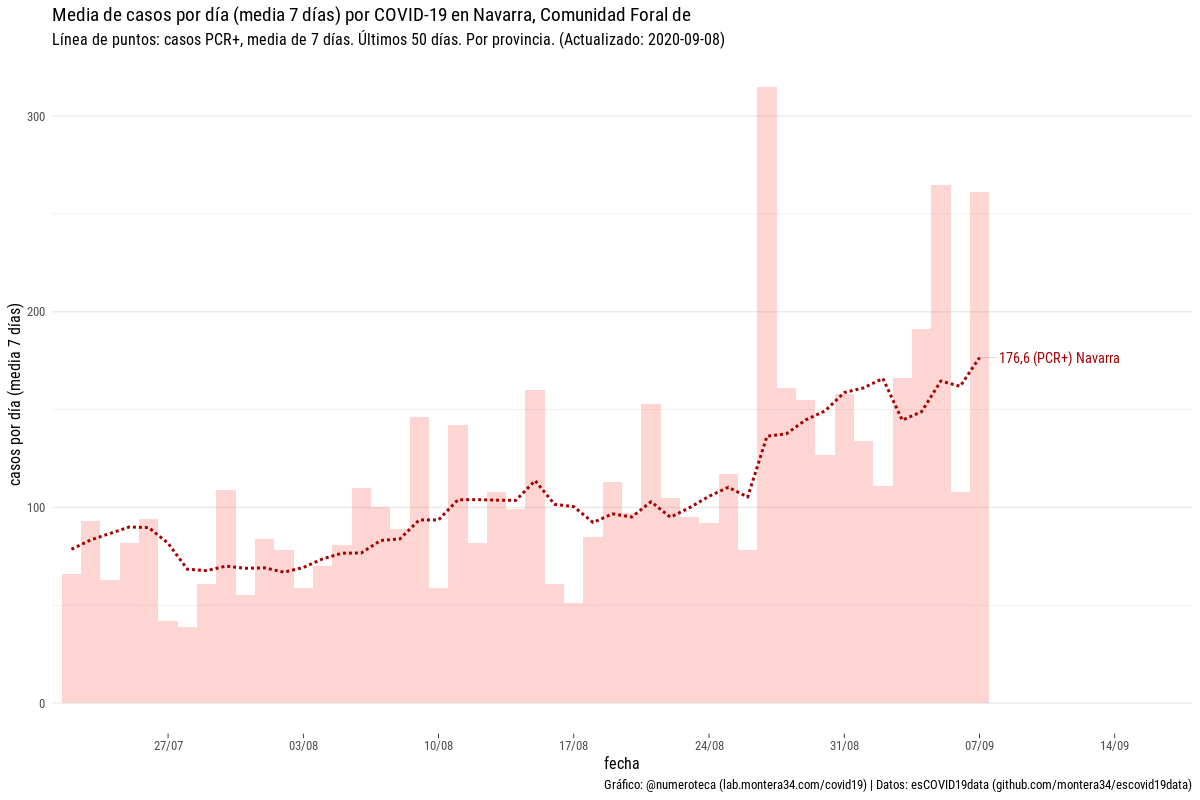 Media de casos por día (media 7 días) por COVID-19 en Navarra, Comunidad Foral de
Línea de puntos: casos PCR+, media de 7 días. Últimos 50 días. Por provincia. (Actualizado: 2020-09-08)
casos por día (media 7 días)
300
200
100
0
176,6 (PCR+) Navarra
27/07 03/08 10/08 17/08 24/08 31/08 07/09 14/09
fecha
Gráfico: @numeroteca (lab.montera34.com/covid19) | Datos: esCOVID19data (github.com/montera34/escovid19data)